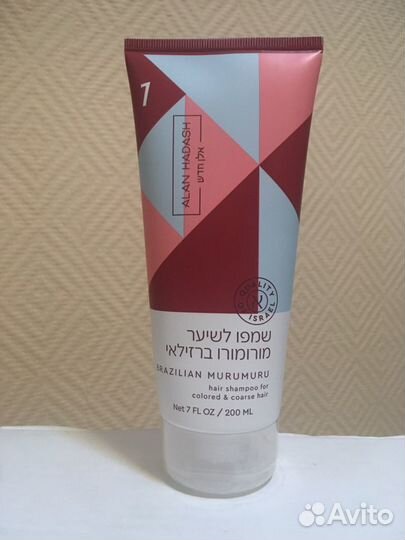 1
ALAN HADASH
אלן חדש
QUALITY
ISRAEL
שמפו לשיער
מורומורו ברזילאי
BRAZILIAN MURUMURU
hair shampoo for
colored & coarse hair
Net 7 FL OZ / 200 ML
Avito